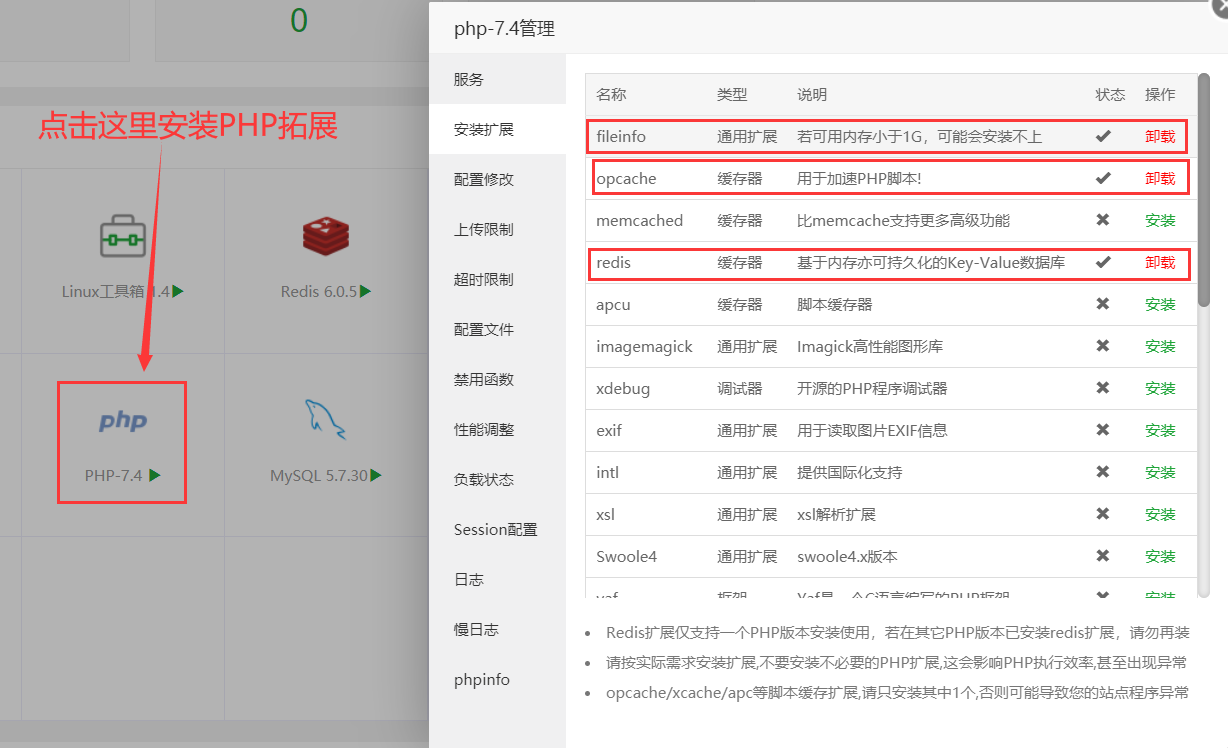 0
点击这里安装PHP拓展
Linux工具箱 1.4
Redis 6.0.5
php
PHP-7.4
MySQL 5.7.30
php-7.4管理
服务
安装扩展
配置修改
上传限制
超时限制
配置文件
禁用函数
性能调整
负载状态
Session配置
日志
慢日志
phpinfo
名称 类型 说明 状态 操作
fileinfo 通用扩展 若可用内存小于1G，可能会安装不上 卸载
opcache 缓存器 用于加速PHP脚本! 卸载
memcached 缓存器 比memcache支持更多高级功能 安装
redis 缓存器 基于内存亦可持久化的Key-Value数据库 卸载
apcu 缓存器 脚本缓存器 安装
imagemagick 通用扩展 Imagick高性能图形库 安装
xdebug 调试器 开源的PHP程序调试器 安装
exif 通用扩展 用于读取图片EXIF信息 安装
intl 通用扩展 提供国际化支持 安装
xsl 通用扩展 xsl解析扩展 安装
Swoole4 通用扩展 swoole4.x版本 安装
yaf 框架 Yaf是一个C语言编写的PHP框架 安装
Redis扩展仅支持一个PHP版本安装使用，若在其它PHP版本已安装redis扩展，请勿再装
请按实际需求安装扩展,不要安装不必要的PHP扩展,这会影响PHP执行效率,甚至出现异常
opcache/xcache/apc等脚本缓存扩展,请只安装其中1个,否则可能导致您的站点程序异常